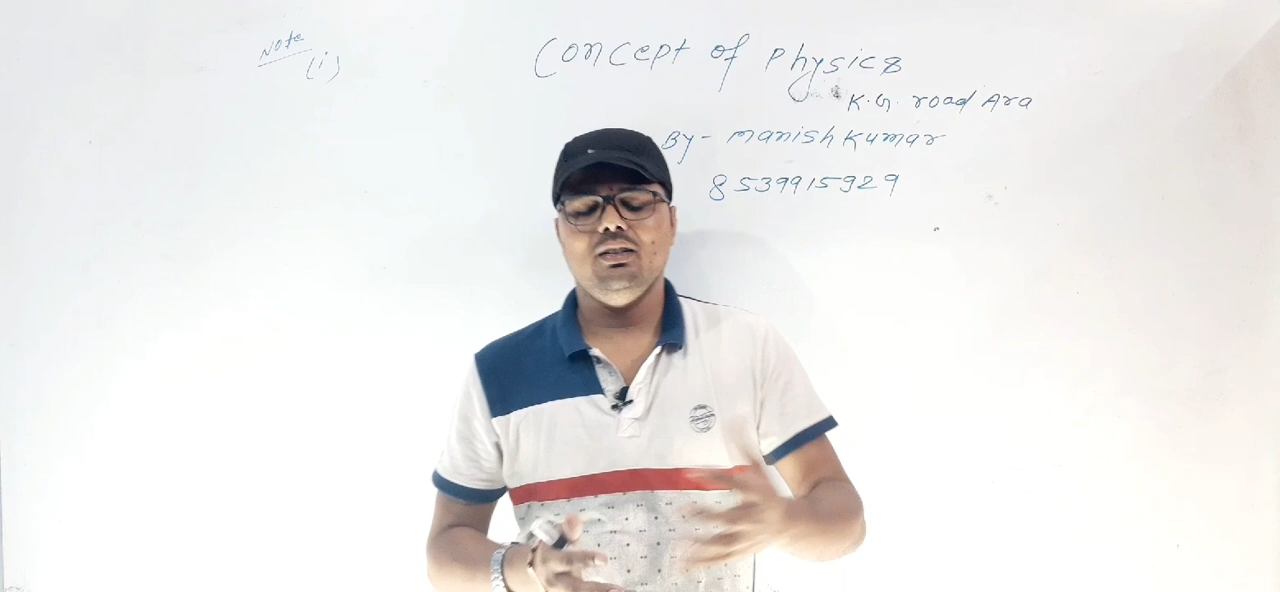 Note
(i)
Concept of Physics
K.G. road Ara
By - Manish Kumar
8539915929